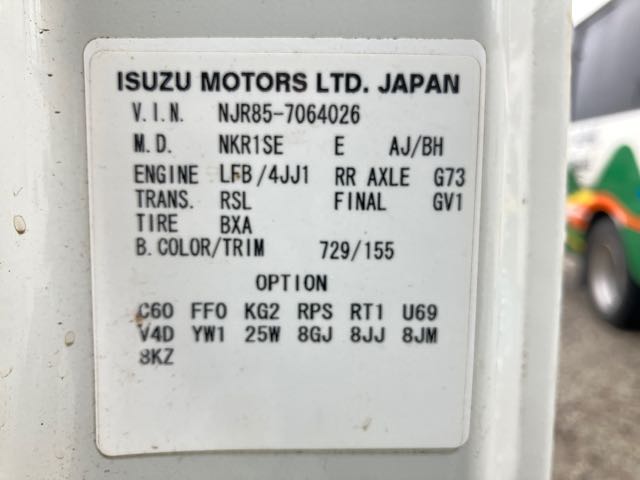 ISUZU MOTORS LTD. JAPAN
V.I.N. NJR85-7064026
M.D. NKR1SE E AJ/BH
ENGINE LFB/4JJ1 RR AXLE G73
TRANS. RSL FINAL GV1
TIRE BXA
B.COLOR/TRIM 729/155
OPTION
C60 FF0 KG2 RPS RT1 U69
V4D YW1 25W 8GJ 8JJ 8JM
8KZ